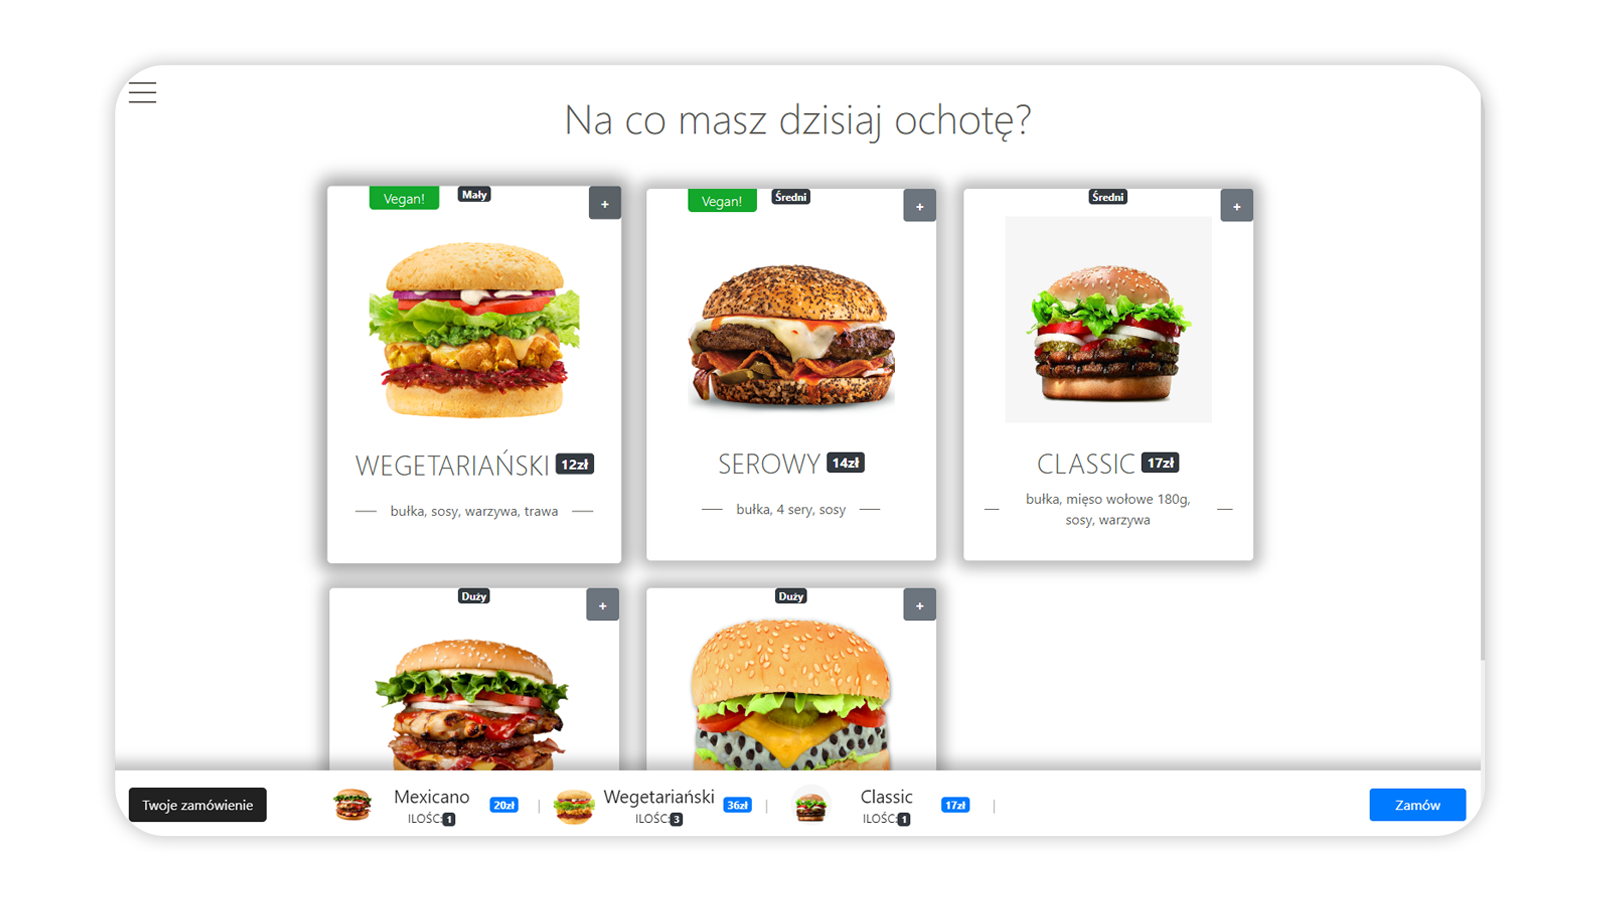 Na co masz dzisiaj ochotę?
Vegan!
Mały
+
Vegan!
Średni
+
Średni
+
WEGETARIAŃSKI 12zł
bułka, sosy, warzywa, trawa
SEROWY 14zł
bułka, 4 sery, sosy
CLASSIC 17zł
bułka, mięso wołowe 180g,
sosy, warzywa
Duży
+
Duży
+
Twoje zamówienie
Mexicano 20zł
ILOŚĆ: 1
|
Wegetariański 36zł
ILOŚĆ: 3
|
Classic 17zł
ILOŚĆ: 1
|
Zamów